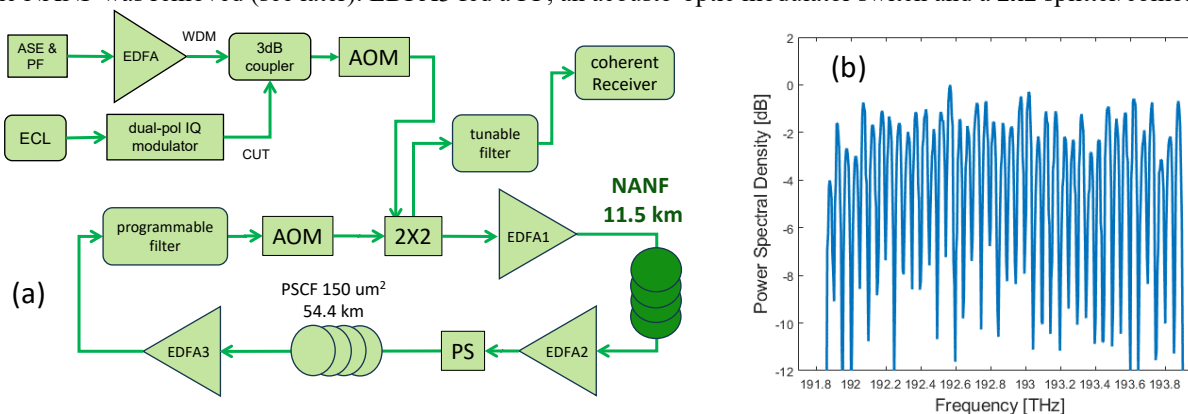 ASE &
PF
EDFA
WDM
3dB
coupler
AOM
coherent
Receiver
ECL
dual-pol IQ
modulator
CUT
tunable
filter
NANF
11.5 km
programmable
filter
AOM
2X2
EDFA1
(a)
PSCF 150 um²
54.4 km
EDFA3
PS
EDFA2
(b)
Power Spectral Density [dB]
2
0
-2
-4
-6
-8
-10
-12
191.8 192 192.2 192.4 192.6 192.8 193 193.2 193.4 193.6 193.8
Frequency [THz]